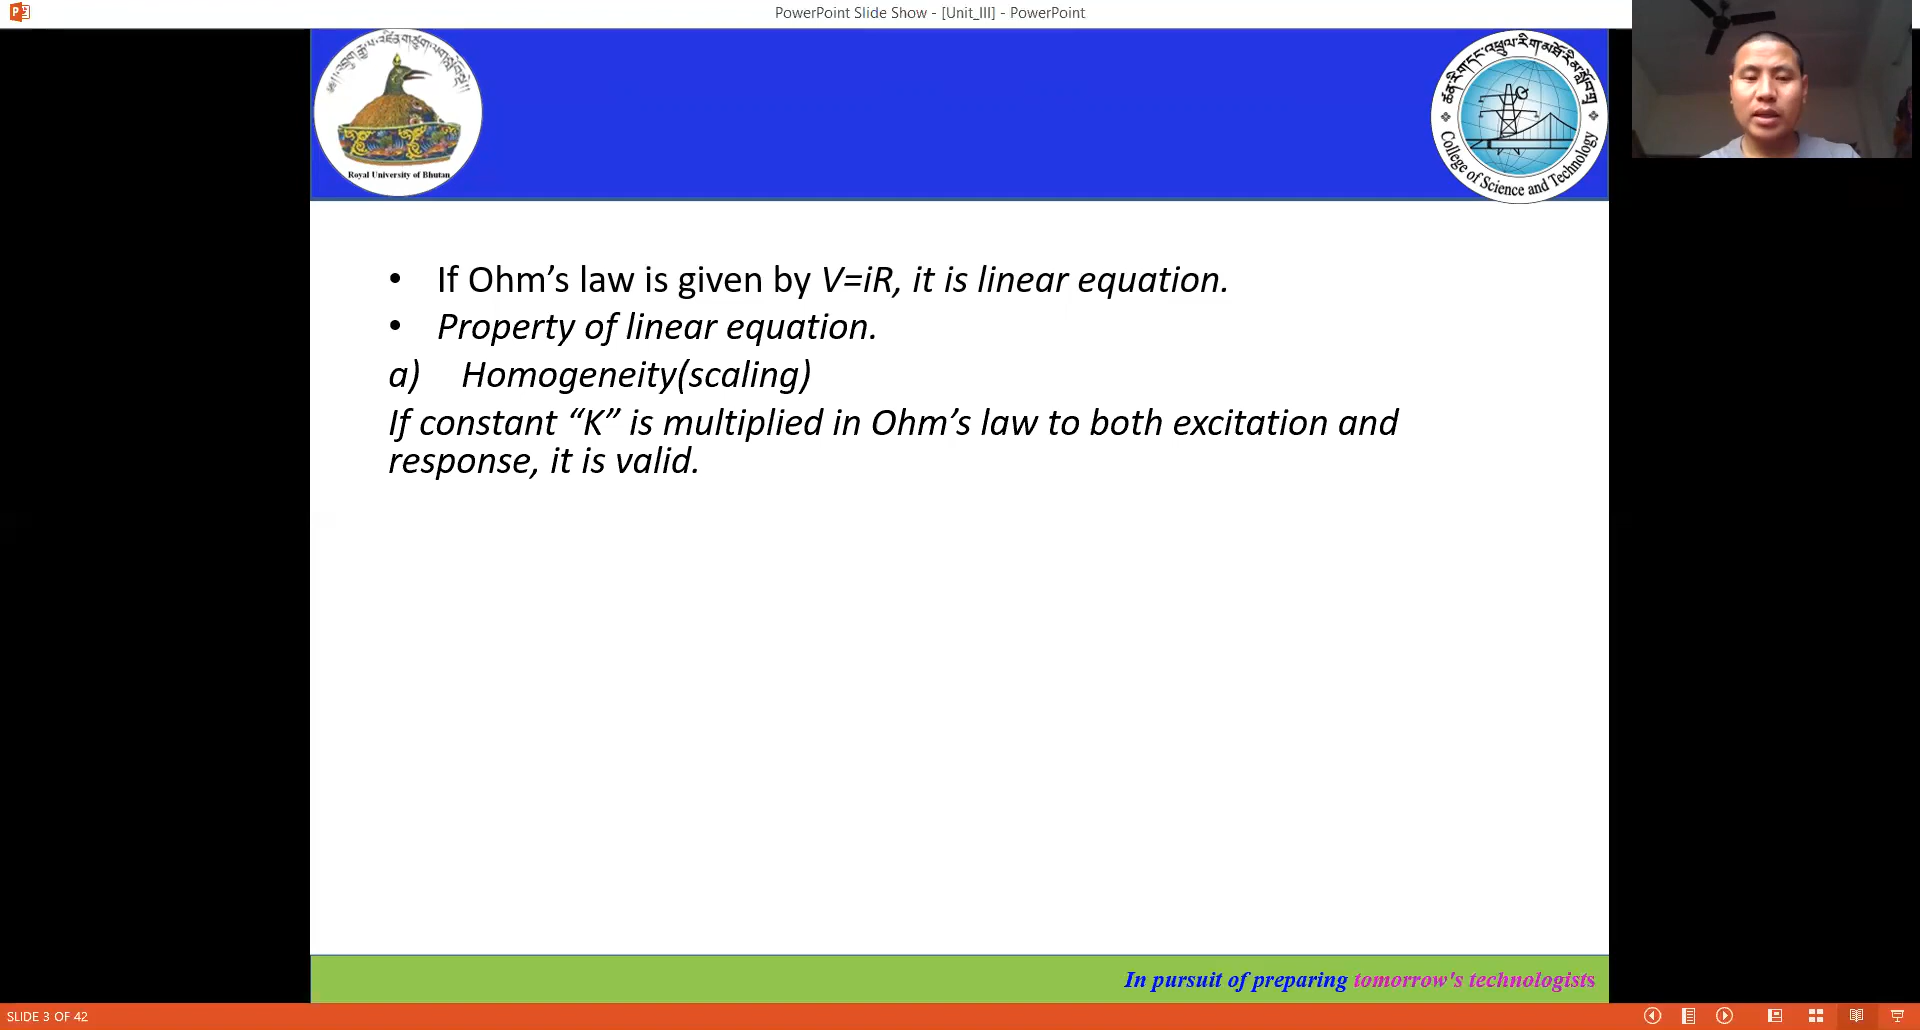 PowerPoint Slide Show - [Unit_III] - PowerPoint
Royal University of Bhutan
College of Science and Technology
• If Ohm’s law is given by V=iR, it is linear equation.
• Property of linear equation.
a) Homogeneity(scaling)
If constant “K” is multiplied in Ohm’s law to both excitation and
response, it is valid.
In pursuit of preparing tomorrow's technologists
SLIDE 3 OF 42